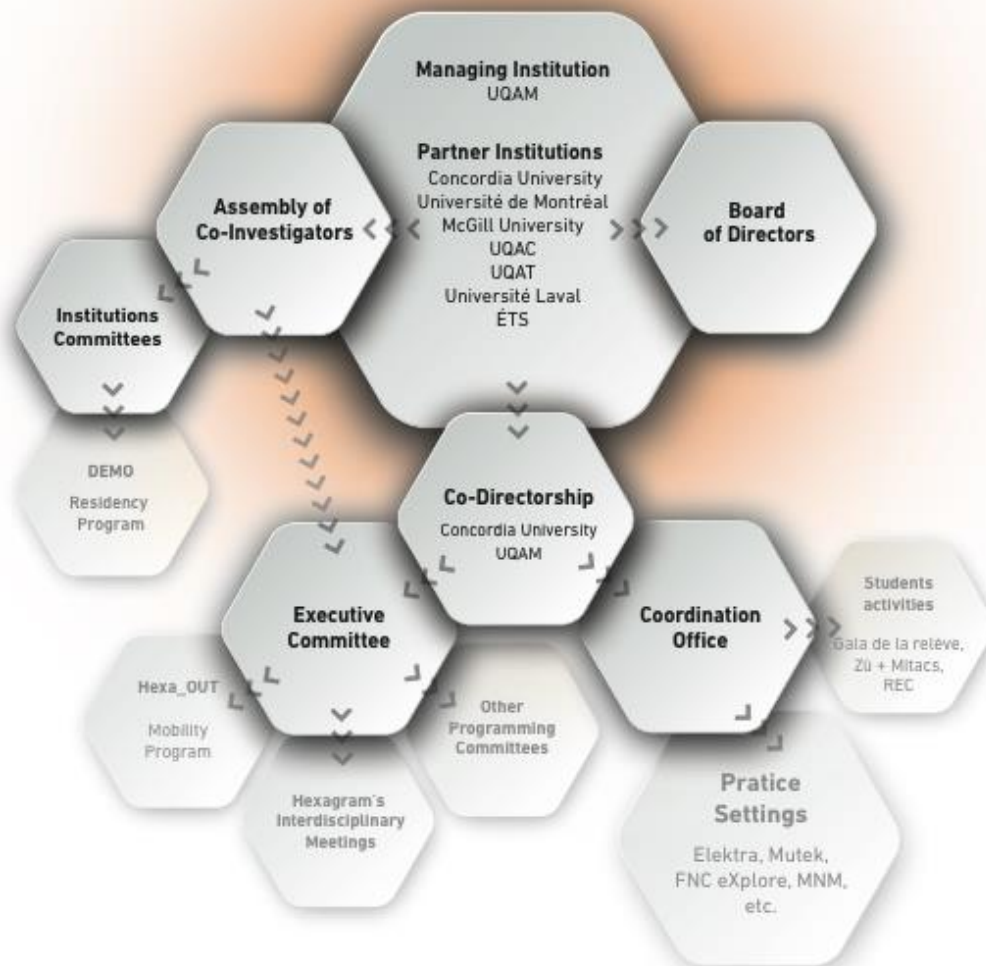 Managing Institution
UQAM
Partner Institutions
Concordia University
Université de Montréal
McGill University
UQAC
UQAT
Université Laval
ÉTS
Assembly of
Co-Investigators
Board
of Directors
Institutions
Committees
DEMO
Residency
Program
Co-Directorship
Concordia University
UQAM
Executive
Committee
Coordination
Office
Students
activities
Gala de la relève,
Zú + Mitacs,
REC
Hexa_OUT
Mobility
Program
Other
Programming
Committees
Hexagram's
Interdisciplinary
Meetings
Pratice
Settings
Elektra, Mutek,
FNC eXplore, MNM,
etc.